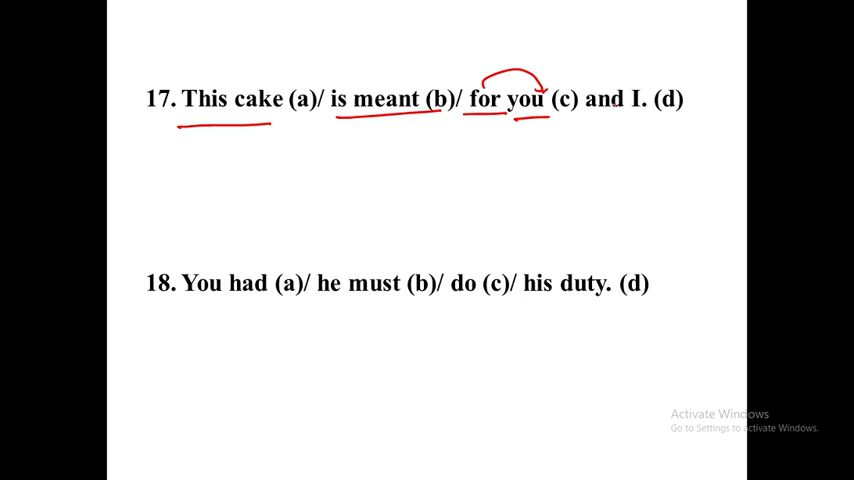 17. This cake (a)/ is meant (b)/ for you (c) and I. (d)
18. You had (a)/ he must (b)/ do (c)/ his duty. (d)
Activate Windows
Go to Settings to activate Windows.